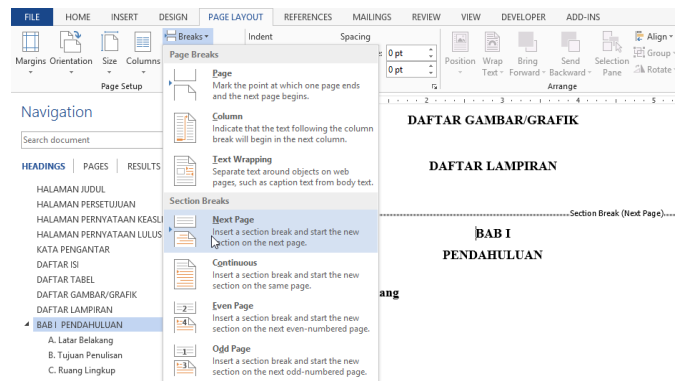 FILE HOME INSERT DESIGN PAGE LAYOUT REFERENCES MAILINGS REVIEW VIEW DEVELOPER ADD-INS
Margins Orientation Size Columns
Page Setup
Breaks
Indent Spacing
0 pt
0 pt
Position Wrap Text Bring Forward Send Backward Selection Pane
Align
Group
Rotate
Arrange
Page Breaks
Page
Mark the point at which one page ends
and the next page begins.
Column
Indicate that the text following the column
break will begin in the next column.
Text Wrapping
Separate text around objects on web
pages, such as caption text from body text.
Section Breaks
Next Page
Insert a section break and start the new
section on the next page.
Continuous
Insert a section break and start the new
section on the same page.
Even Page
Insert a section break and start the new
section on the next even-numbered page.
Odd Page
Insert a section break and start the new
section on the next odd-numbered page.
Navigation
Search document
HEADINGS PAGES RESULTS
HALAMAN JUDUL
HALAMAN PERSETUJUAN
HALAMAN PERNYATAAN KEASLI
HALAMAN PERNYATAAN LULUS
KATA PENGANTAR
DAFTAR ISI
DAFTAR TABEL
DAFTAR GAMBAR/GRAFIK
DAFTAR LAMPIRAN
BAB I PENDAHULUAN
A. Latar Belakang
B. Tujuan Penulisan
C. Ruang Lingkup
2 3 4 5
DAFTAR GAMBAR/GRAFIK
DAFTAR LAMPIRAN
Section Break (Next Page)
BAB I
PENDAHULUAN
ang